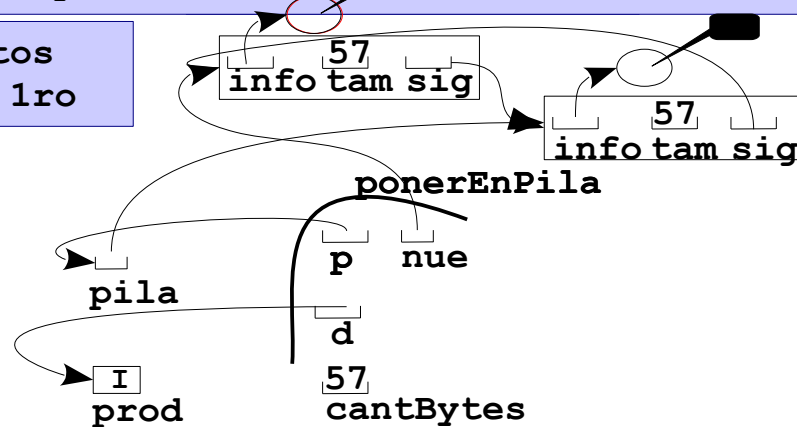 tos
1ro
57
info tam sig
57
info tam sig
ponerEnPila
p nue
pila
d
I
57
prod
cantBytes